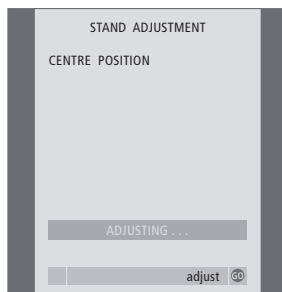 STAND ADJUSTMENT
CENTRE POSITION
ADJUSTING . . .
adjust GO